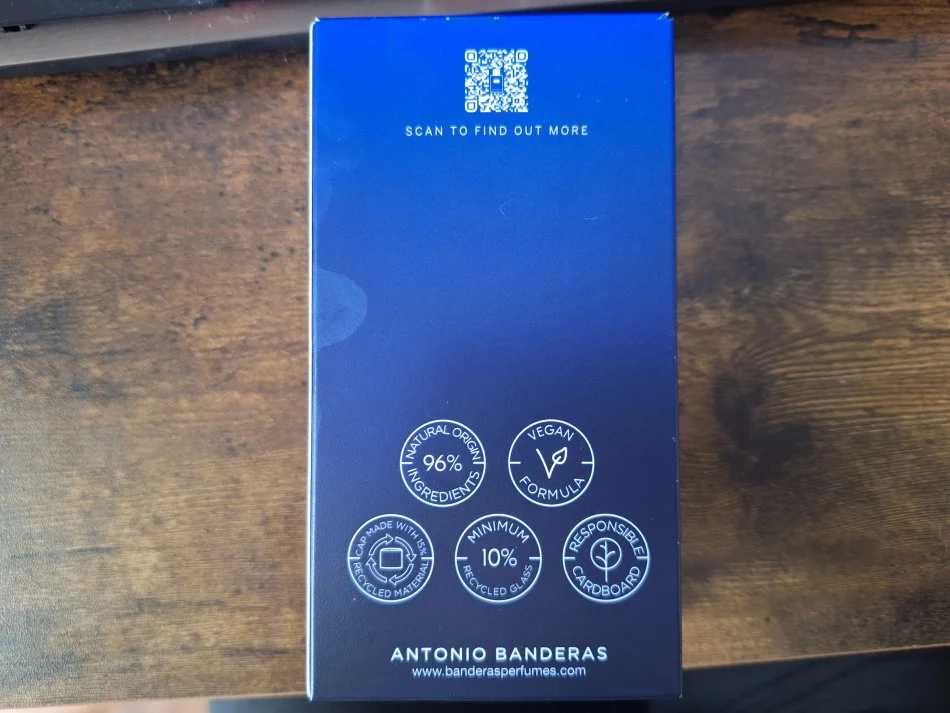 SCAN TO FIND OUT MORE
NATURAL ORIGIN
96%
INGREDIENTS
VEGAN
FORMULA
CAP MADE WITH 15%
RECYCLED MATERIAL
MINIMUM
10%
RECYCLED GLASS
RESPONSIBLE
CARDBOARD
ANTONIO BANDERAS
www.banderasperfumes.com